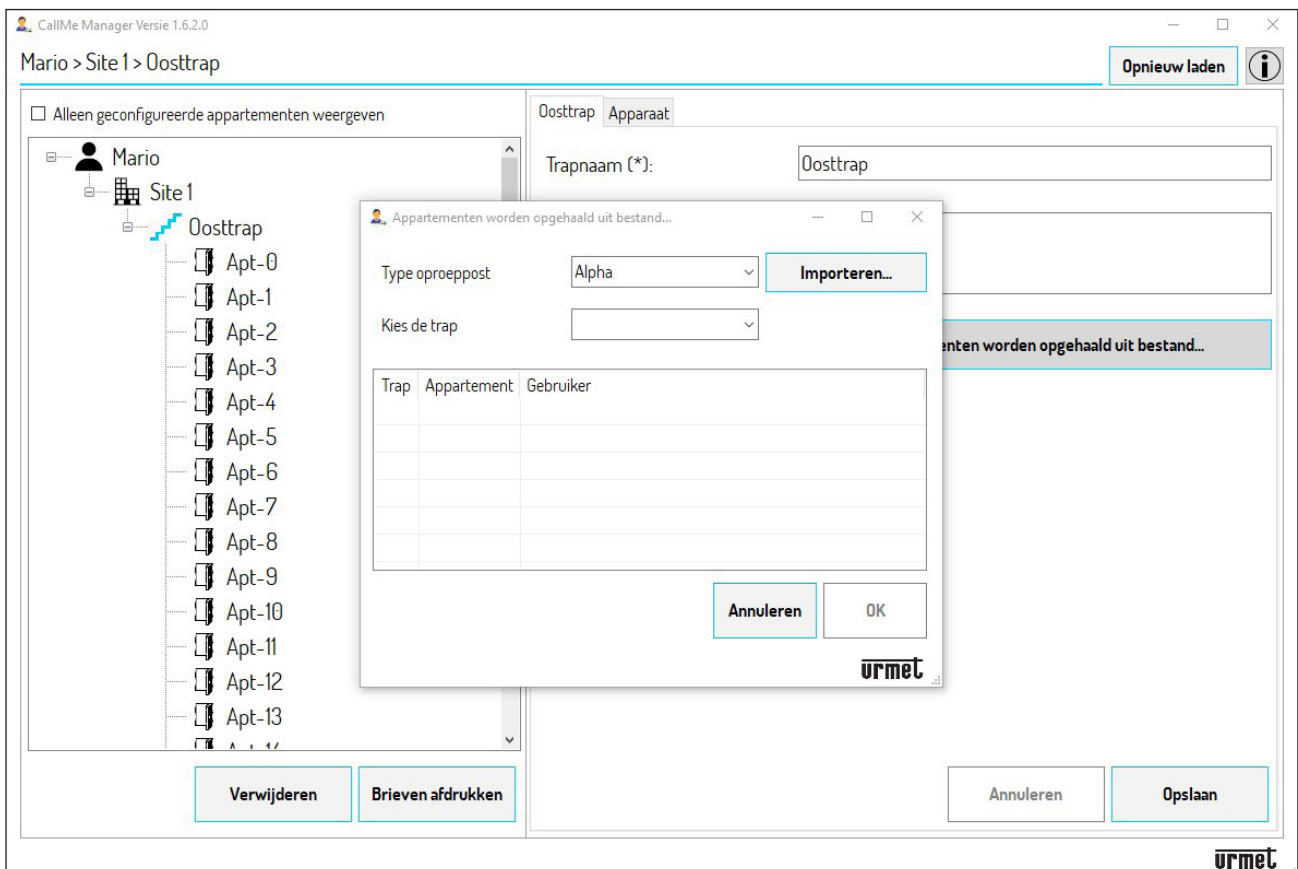 CallMe Manager Versie 1.6.2.0
Mario > Site 1 > Oosttrap
Opnieuw laden
Alleen geconfigureerde appartementen weergeven
Mario
Site 1
Oosttrap
Apt-0
Apt-1
Apt-2
Apt-3
Apt-4
Apt-5
Apt-6
Apt-7
Apt-8
Apt-9
Apt-10
Apt-11
Apt-12
Apt-13
Verwijderen
Brieven afdrukken
Oosttrap Apparaat
Trapnaam (*):
Oosttrap
worden opgehaald uit bestand...
Annuleren
Opslaan
Appartementen worden opgehaald uit bestand...
Type oproeppost
Alpha
Importeren...
Kies de trap
Trap Appartement Gebruiker
Annuleren
OK
urmet
urmet